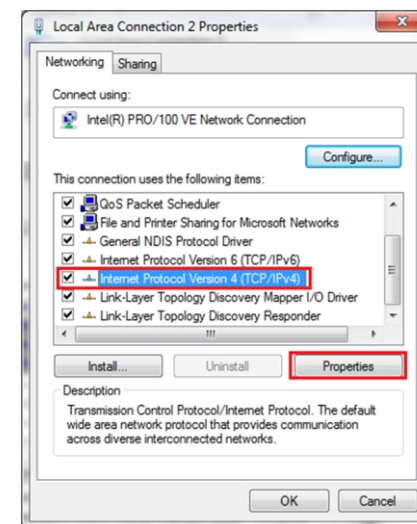 Local Area Connection 2 Properties
Networking
Sharing
Connect using:
Intel(R) PRO/100 VE Network Connection
Configure...
This connection uses the following items:
QoS Packet Scheduler
File and Printer Sharing for Microsoft Networks
General NDIS Protocol Driver
Internet Protocol Version 6 (TCP/IPv6)
Internet Protocol Version 4 (TCP/IPv4)
Link-Layer Topology Discovery Mapper I/O Driver
Link-Layer Topology Discovery Responder
Install...
Uninstall
Properties
Description
Transmission Control Protocol/Internet Protocol. The default
wide area network protocol that provides communication
across diverse interconnected networks.
OK
Cancel